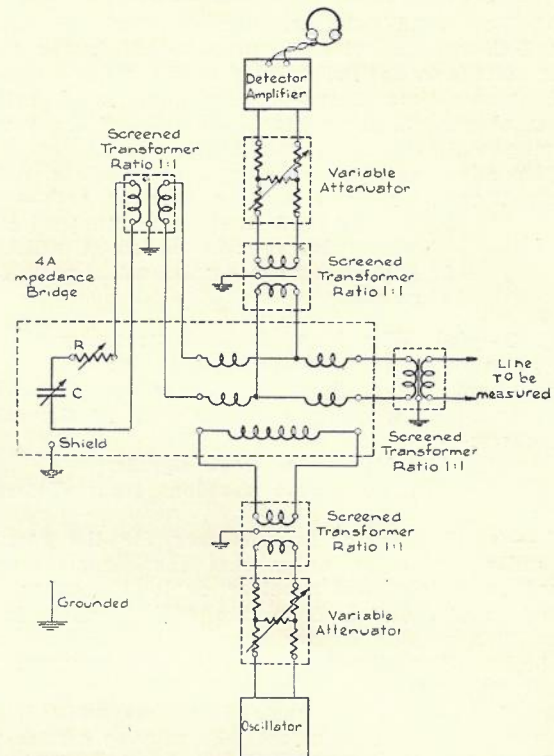 Detector
Amplifier
Screened
Transformer
Ratio 1:1
Variable
Attenuator
4A
Impedance
Bridge
Screened
Transformer
Ratio 1:1
R
C
Line
To be
measured
Shield
Screened
Transformer
Ratio 1:1
Screened
Transformer
Ratio 1:1
Grounded
Variable
Attenuator
Oscillator